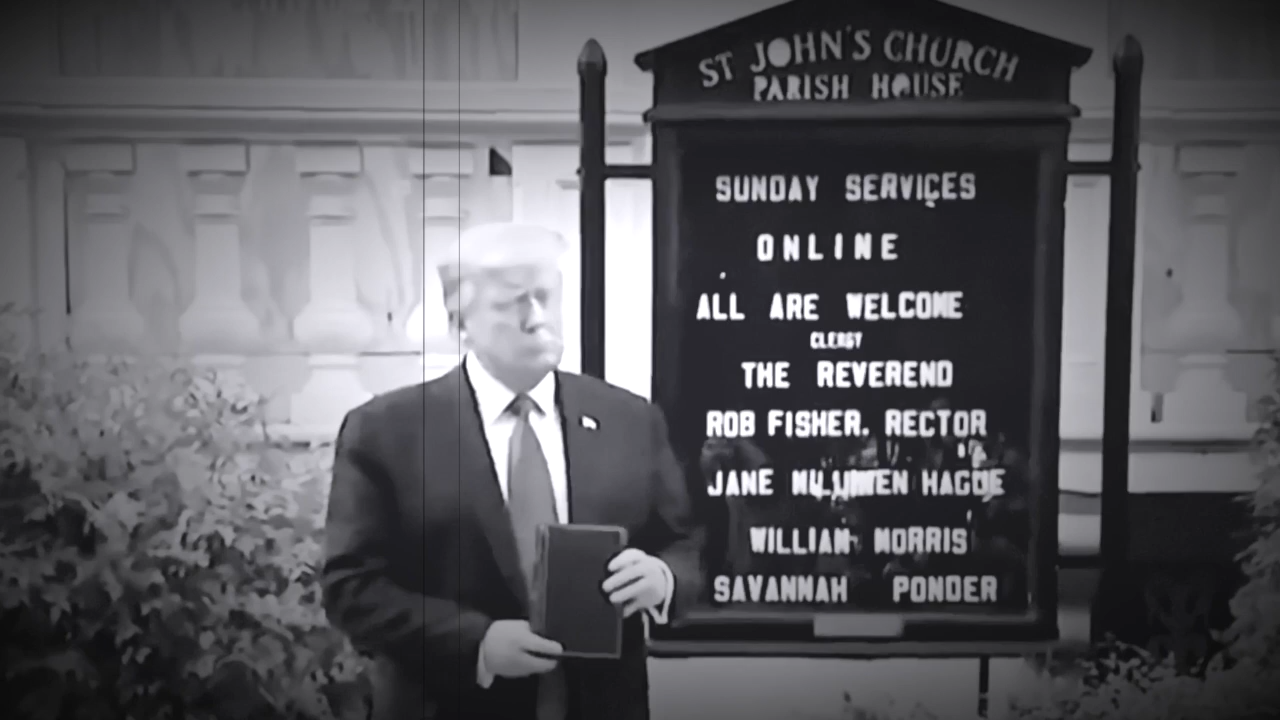 ST JOHN'S CHURCH
PARISH HOUSE
SUNDAY SERVICES
ONLINE
ALL ARE WELCOME
CLERGY
THE REVEREND
ROB FISHER. RECTOR
JANE HAGUE
WILLIAM MORRIS
SAVANNAH PONDER